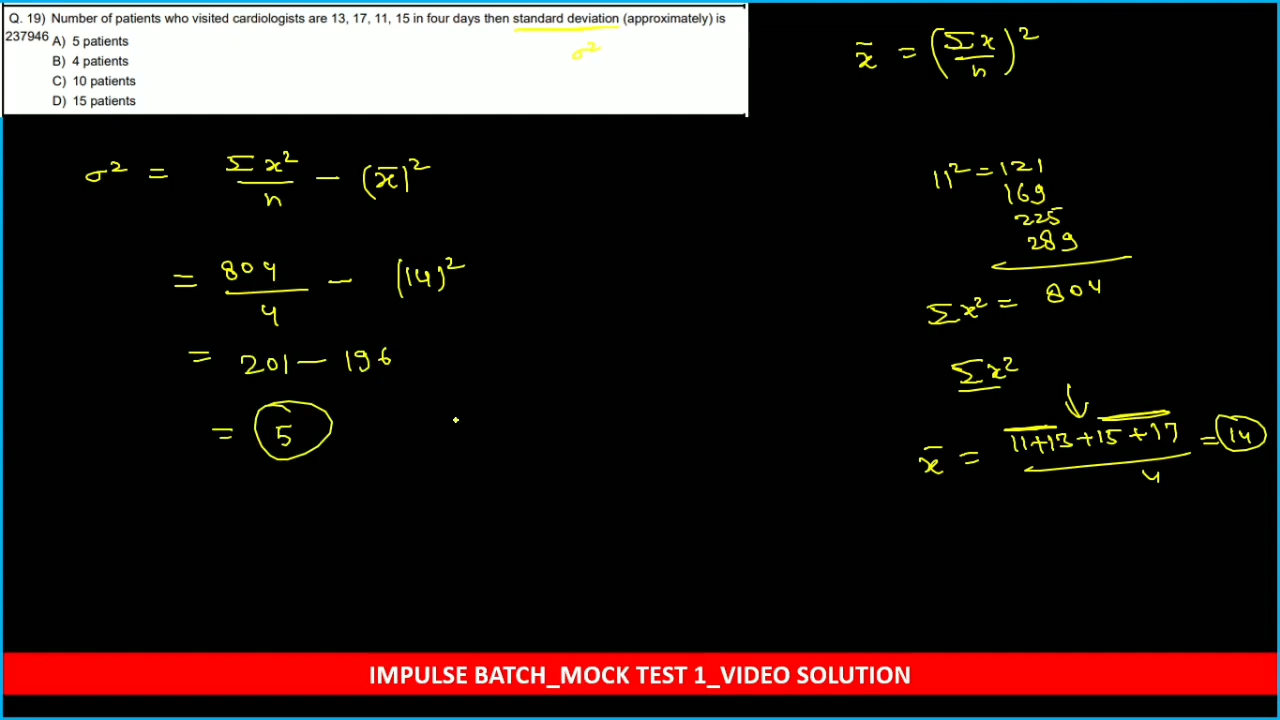 Q. 19) Number of patients who visited cardiologists are 13, 17, 11, 15 in four days then standard deviation (approximately) is
237946
A) 5 patients
B) 4 patients
C) 10 patients
D) 15 patients
σ²
x̄ = (Σx/n)²
σ² = Σx²/n – (x̄)²
= 804/4 – (14)²
= 201 – 196
= 5
11² = 121
169
225
289
Σx² = 804
Σx²
x̄ = 11+13+15+17/4 = 14
IMPULSE BATCH_MOCK TEST 1_VIDEO SOLUTION